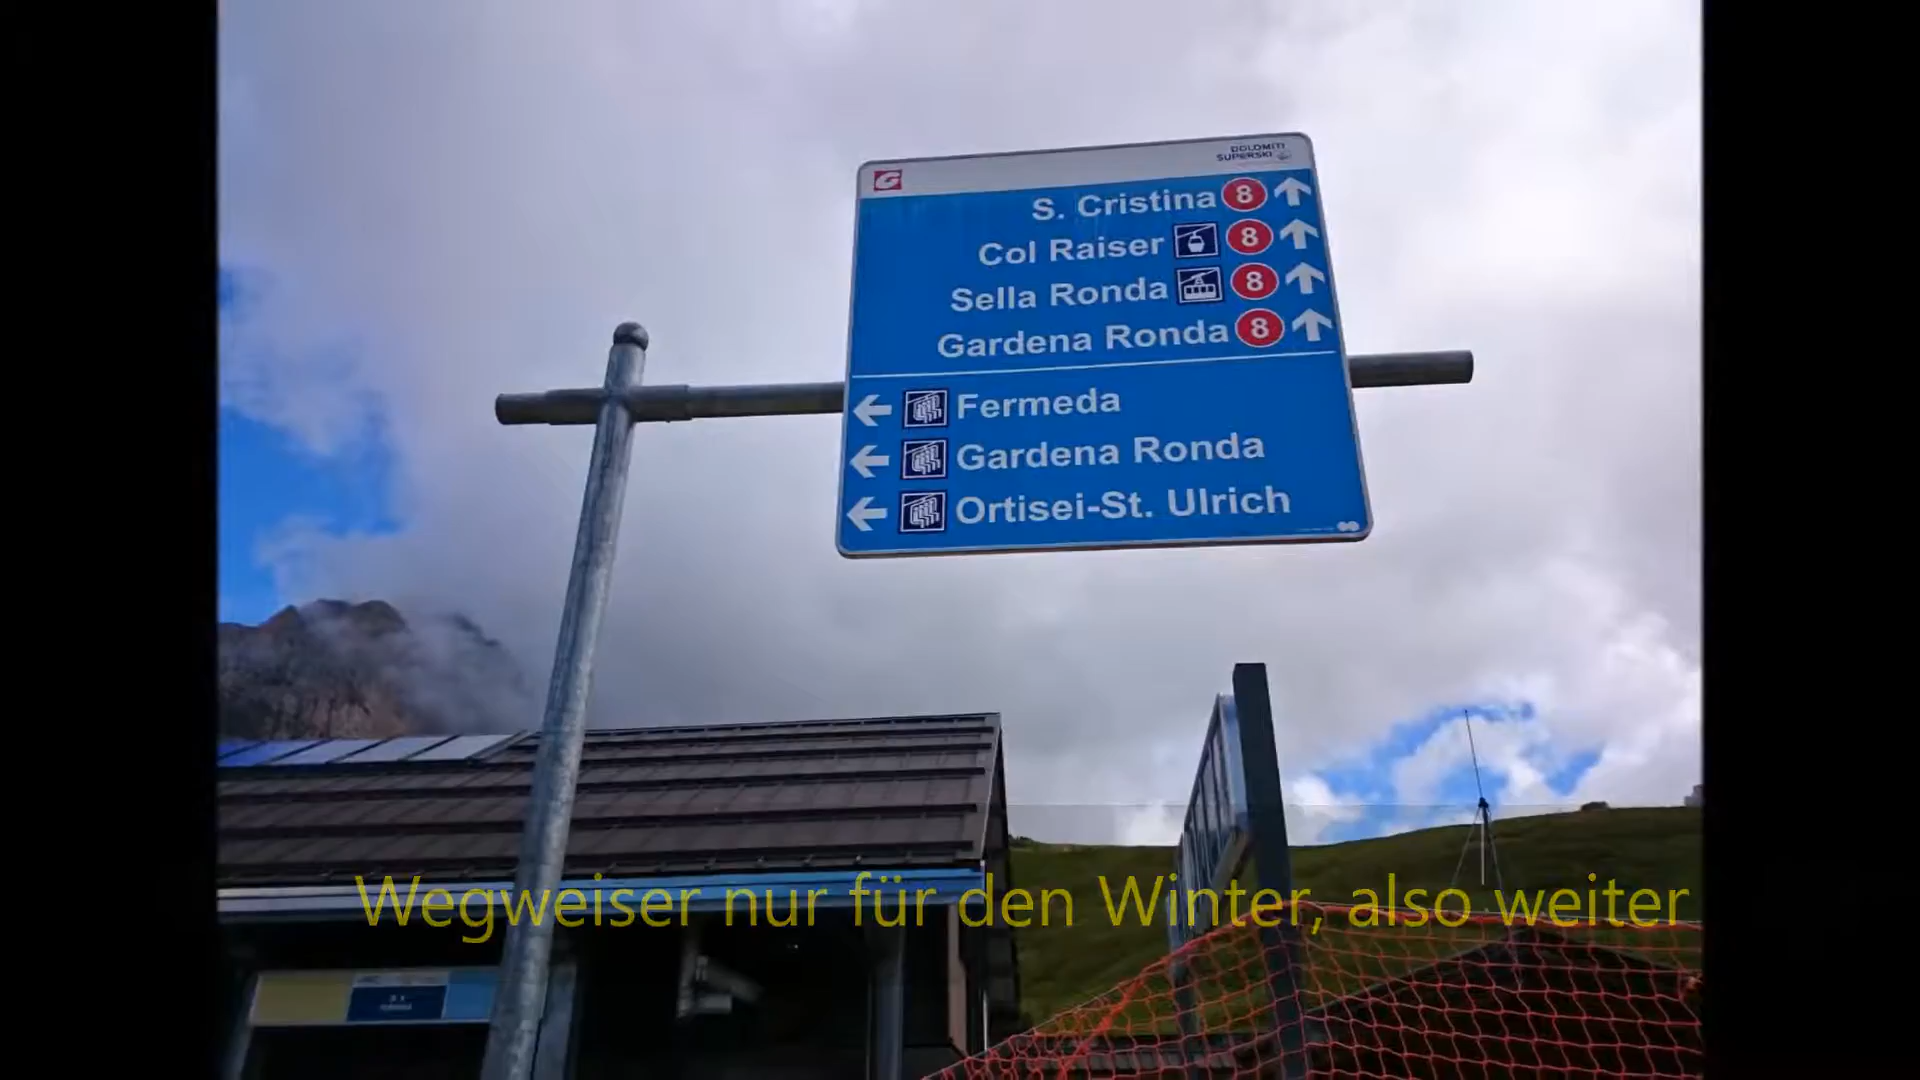 DOLOMITI
SUPERSKI
G
S. Cristina 8
Col Raiser 8
Sella Ronda 8
Gardena Ronda 8
Fermeda
Gardena Ronda
Ortisei-St. Ulrich
Wegweiser nur für den Winter, also weiter